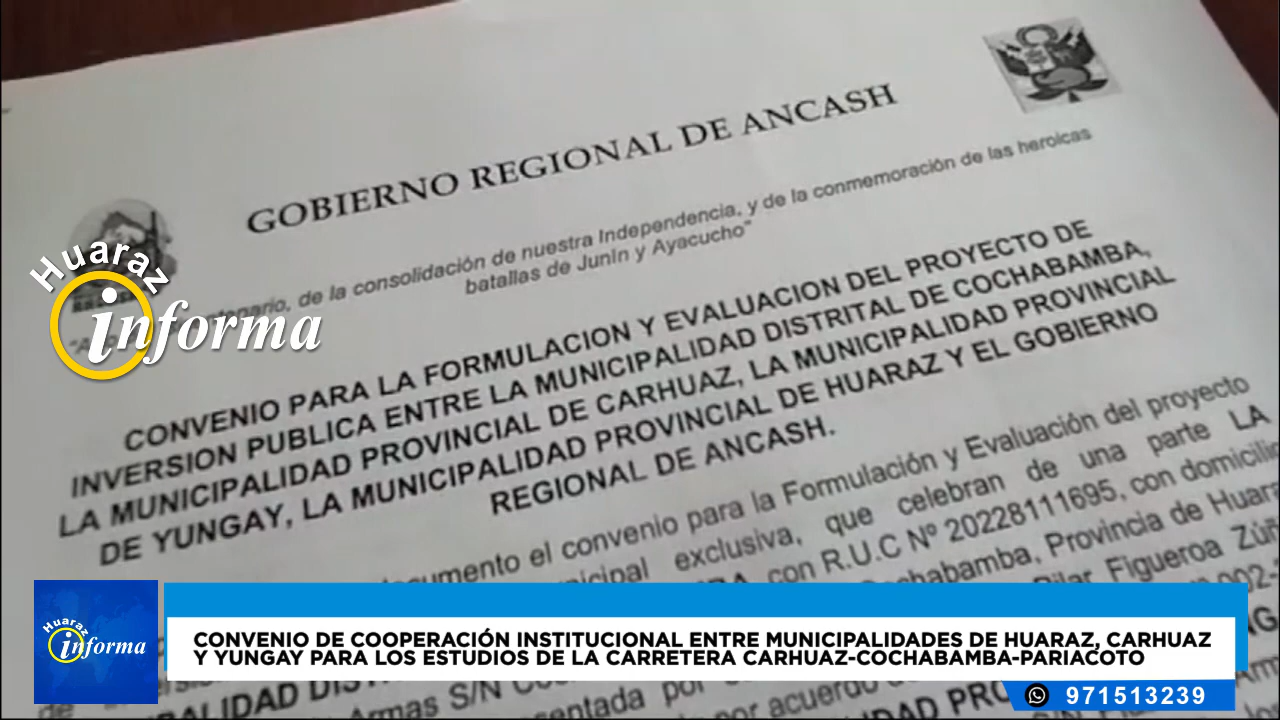 GOBIERNO REGIONAL DE ANCASH
de la consolidación de nuestra Independencia, y de la conmemoración de las heroicas
batallas de Junín y Ayacucho"
Huaraz
informa
CONVENIO PARA LA FORMULACION Y EVALUACION DEL PROYECTO DE
INVERSION PUBLICA ENTRE LA MUNICIPALIDAD DISTRITAL DE COCHABAMBA,
LA MUNICIPALIDAD PROVINCIAL DE CARHUAZ, LA MUNICIPALIDAD PROVINCIAL
DE YUNGAY, LA MUNICIPALIDAD PROVINCIAL DE HUARAZ Y EL GOBIERNO
REGIONAL DE ANCASH.
el convenio para la Formulación y Evaluación del proyecto
exclusiva, que celebran de una parte LA
con R.U.C Nº 20228111695, con domicilio
Provincia de
Pilar Figueroa
Huaraz
informa
CONVENIO DE COOPERACIÓN INSTITUCIONAL ENTRE MUNICIPALIDADES DE HUARAZ, CARHUAZ
Y YUNGAY PARA LOS ESTUDIOS DE LA CARRETERA CARHUAZ-COCHABAMBA-PARIACOTO
S/N
por acuerdo de
971513239